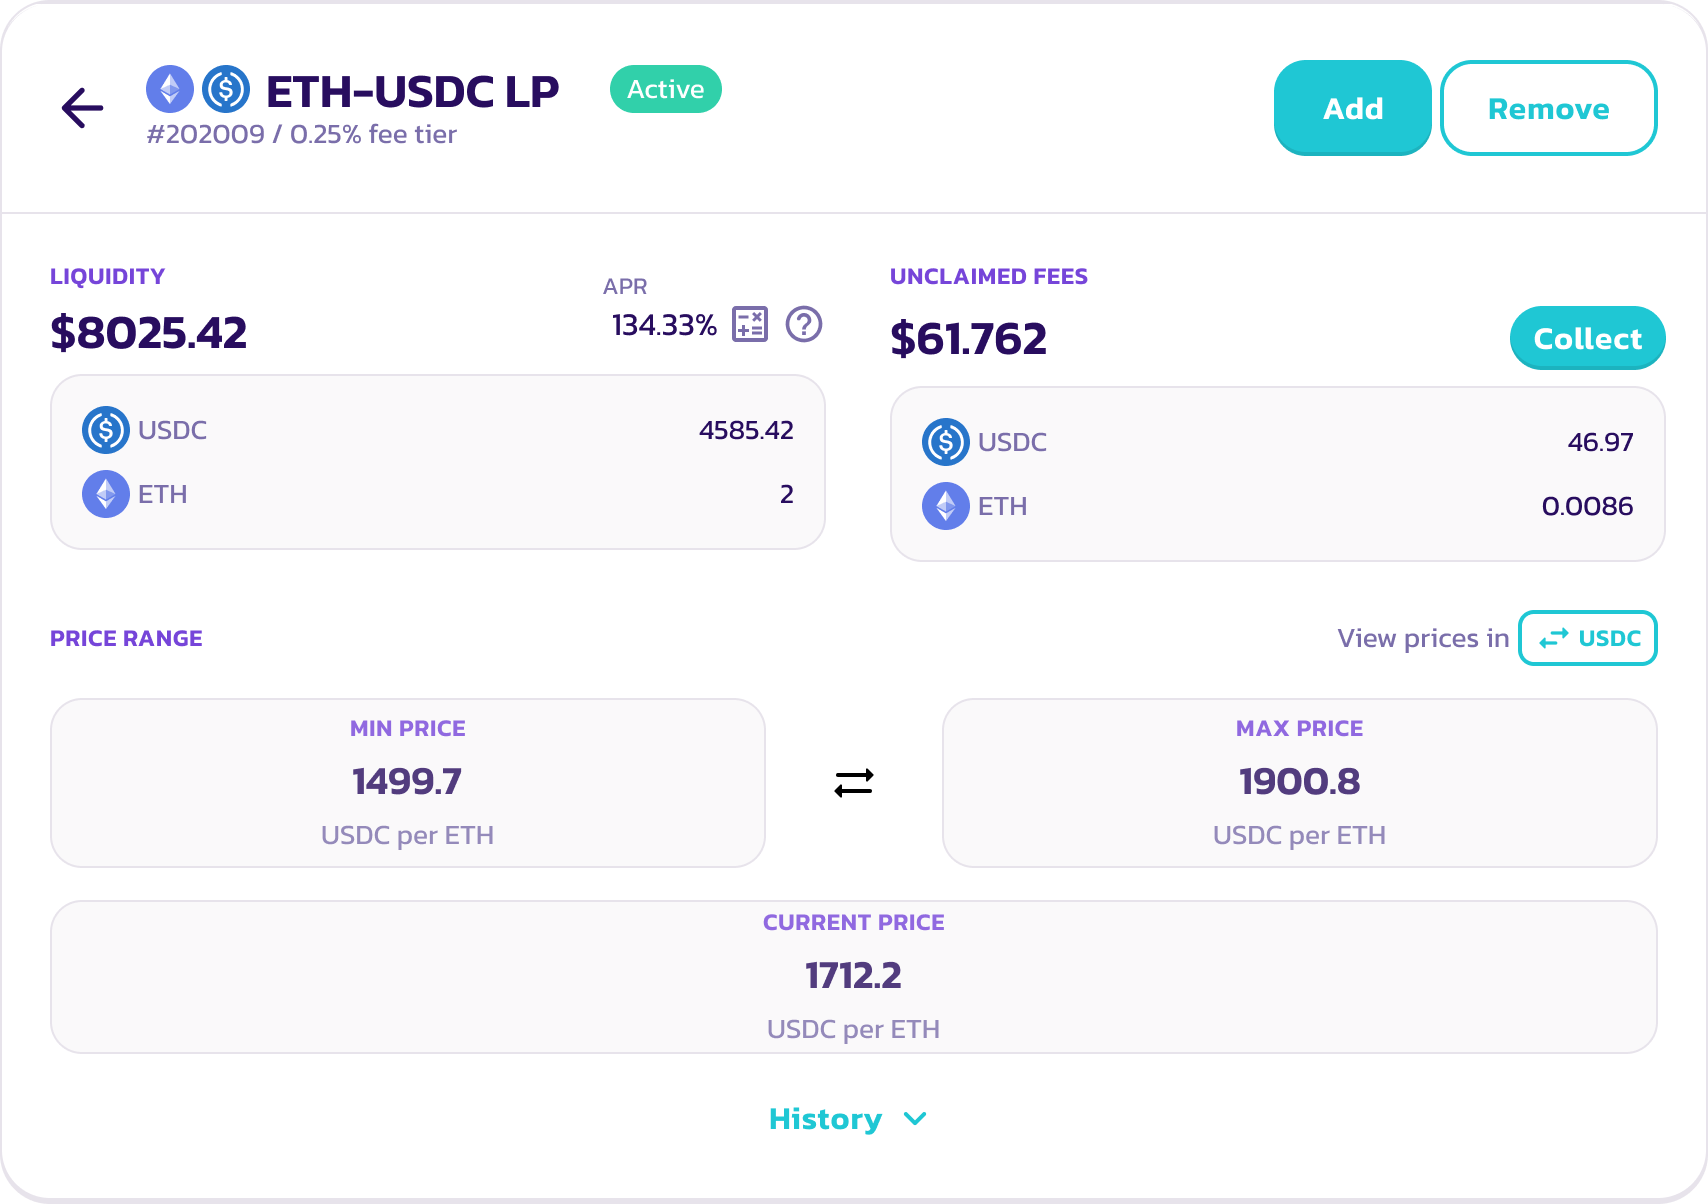 ETH-USDC LP
Active
#202009 / 0.25% fee tier
Add
Remove
LIQUIDITY
$8025.42
APR
134.33%
USDC 4585.42
ETH 2
UNCLAIMED FEES
$61.762
Collect
USDC 46.97
ETH 0.0086
PRICE RANGE
View prices in USDC
MIN PRICE
1499.7
USDC per ETH
MAX PRICE
1900.8
USDC per ETH
CURRENT PRICE
1712.2
USDC per ETH
History